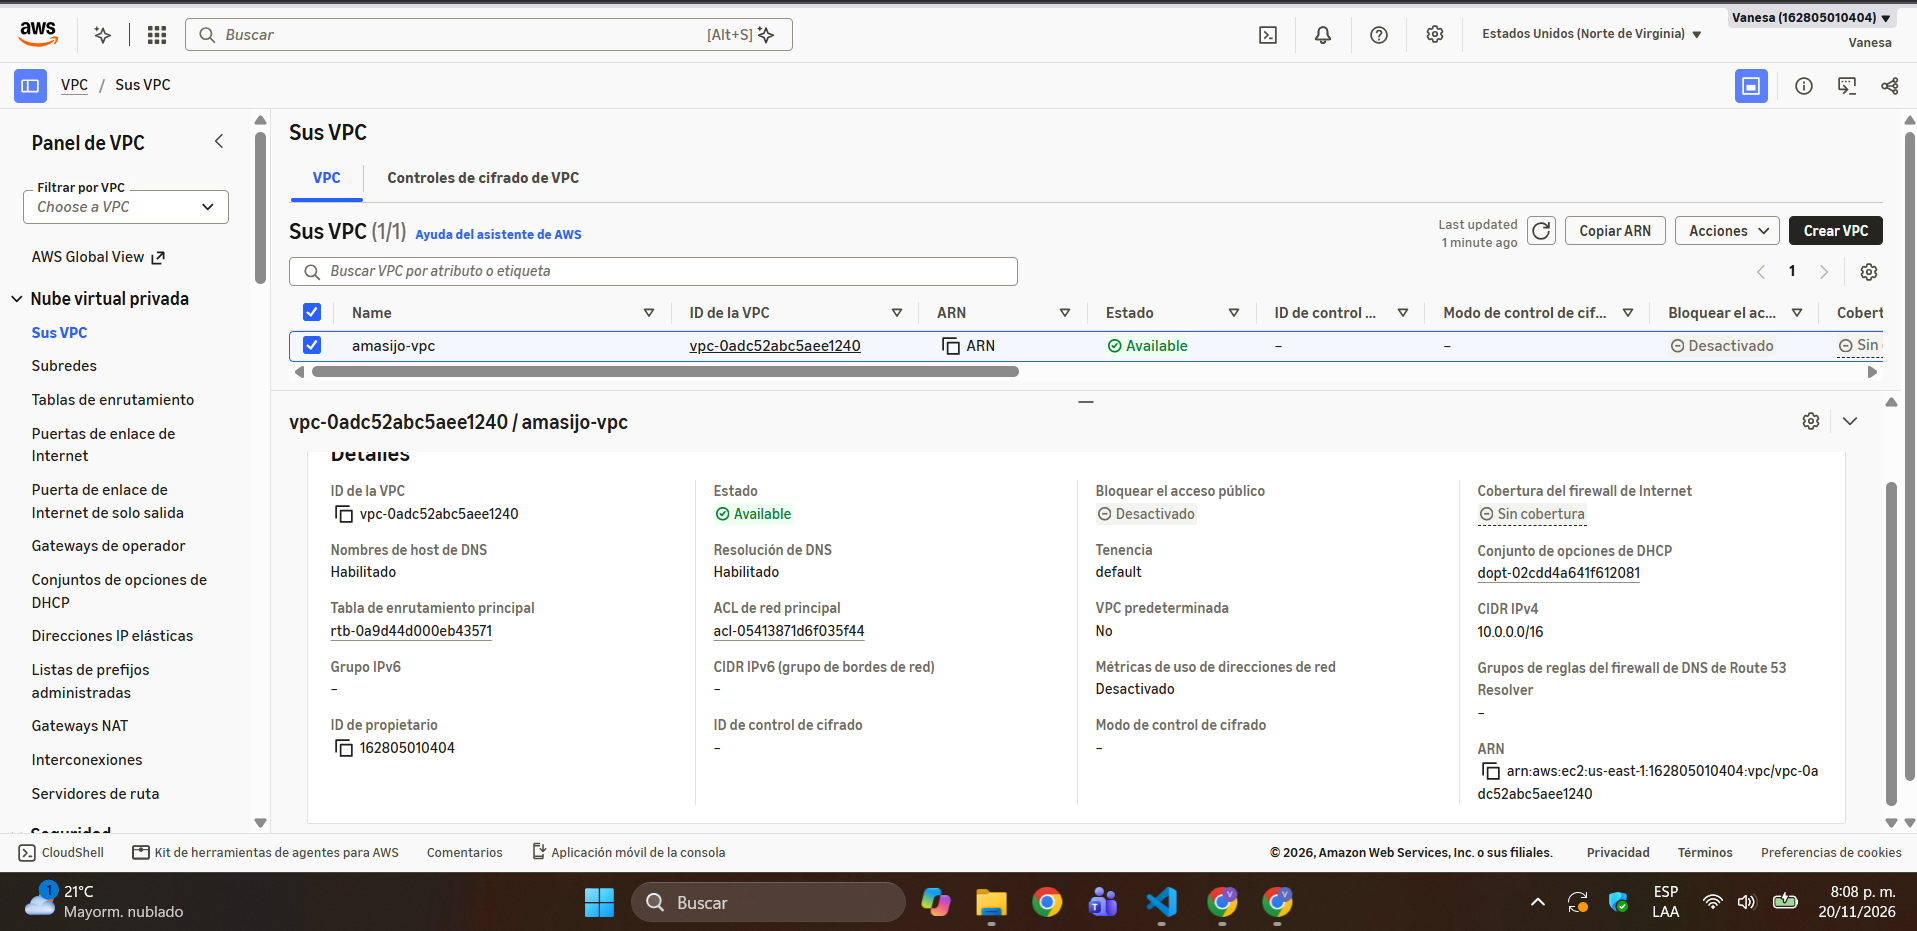 aws
Buscar
[Alt+S]
Estados Unidos (Norte de Virginia)
Vanesa (162805010404)
Vanesa
VPC / Sus VPC
Panel de VPC
Filtrar por VPC
Choose a VPC
AWS Global View
Nube virtual privada
Sus VPC
Subredes
Tablas de enrutamiento
Puertas de enlace de
Internet
Puerta de enlace de
Internet de solo salida
Gateways de operador
Conjuntos de opciones de
DHCP
Direcciones IP elásticas
Listas de prefijos
administradas
Gateways NAT
Interconexiones
Servidores de ruta
Seguridad
Sus VPC
VPC
Controles de cifrado de VPC
Sus VPC (1/1) Ayuda del asistente de AWS
Last updated
1 minute ago
Copiar ARN
Acciones
Crear VPC
Buscar VPC por atributo o etiqueta
1
Name
ID de la VPC
ARN
Estado
ID de control ...
Modo de control de cif...
Bloquear el ac...
Cobert
amasijo-vpc
vpc-0adc52abc5aee1240
ARN
Available
–
–
Desactivado
Sin
vpc-0adc52abc5aee1240 / amasijo-vpc
Detalles
ID de la VPC
vpc-0adc52abc5aee1240
Estado
Available
Bloquear el acceso público
Desactivado
Cobertura del firewall de Internet
Sin cobertura
Nombres de host de DNS
Habilitado
Resolución de DNS
Habilitado
Tenencia
default
Conjunto de opciones de DHCP
dopt-02cdd4a641f612081
Tabla de enrutamiento principal
rtb-0a9d44d000eb43571
ACL de red principal
acl-05413871d6f035f44
VPC predeterminada
No
CIDR IPv4
10.0.0.0/16
Grupo IPv6
–
CIDR IPv6 (grupo de bordes de red)
–
Métricas de uso de direcciones de red
Desactivado
Grupos de reglas del firewall de DNS de Route 53
Resolver
–
ID de propietario
162805010404
ID de control de cifrado
–
Modo de control de cifrado
–
ARN
arn:aws:ec2:us-east-1:162805010404:vpc/vpc-0a
dc52abc5aee1240
CloudShell
Kit de herramientas de agentes para AWS
Comentarios
Aplicación móvil de la consola
© 2026, Amazon Web Services, Inc. o sus filiales.
Privacidad
Términos
Preferencias de cookies
1
21°C
Mayorm. nublado
Buscar
ESP
LAA
8:08 p. m.
20/11/2026